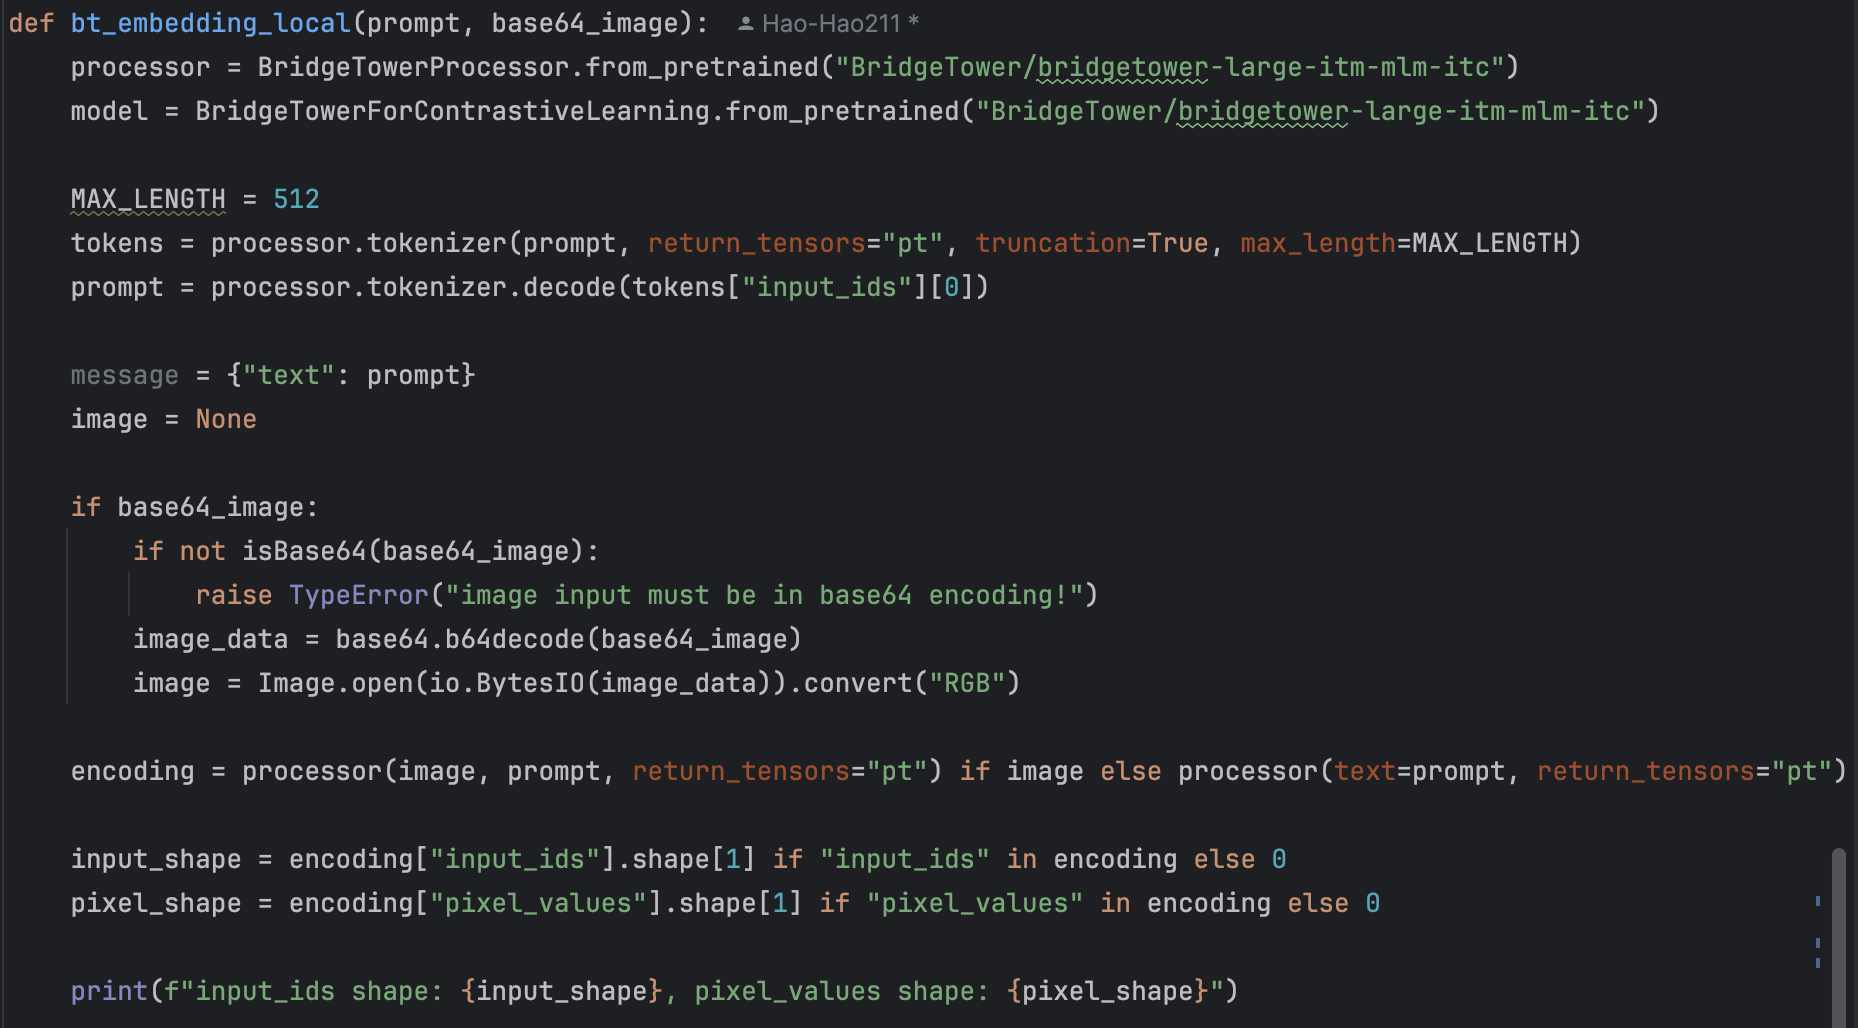 def bt_embedding_local(prompt, base64_image): Hao-Hao211 *
processor = BridgeTowerProcessor.from_pretrained("BridgeTower/bridgetower-large-itm-mlm-itc")
model = BridgeTowerForContrastiveLearning.from_pretrained("BridgeTower/bridgetower-large-itm-mlm-itc")
MAX_LENGTH = 512
tokens = processor.tokenizer(prompt, return_tensors="pt", truncation=True, max_length=MAX_LENGTH)
prompt = processor.tokenizer.decode(tokens["input_ids"][0])
message = {"text": prompt}
image = None
if base64_image:
if not isBase64(base64_image):
raise TypeError("image input must be in base64 encoding!")
image_data = base64.b64decode(base64_image)
image = Image.open(io.BytesIO(image_data)).convert("RGB")
encoding = processor(image, prompt, return_tensors="pt") if image else processor(text=prompt, return_tensors="pt")
input_shape = encoding["input_ids"].shape[1] if "input_ids" in encoding else 0
pixel_shape = encoding["pixel_values"].shape[1] if "pixel_values" in encoding else 0
print(f"input_ids shape: {input_shape}, pixel_values shape: {pixel_shape}")